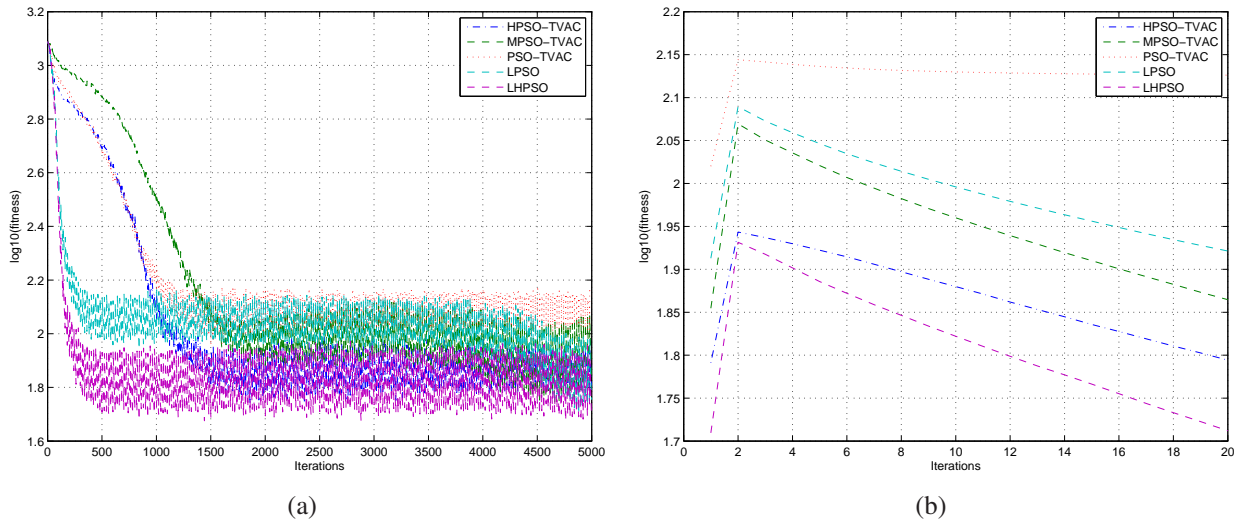 3.2
3
2.8
2.6
2.4
2.2
2
1.8
1.6
log10(fitness)
0
500
1000
1500
2000
2500
3000
3500
4000
4500
5000
Iterations
HPSO−TVAC
MPSO−TVAC
PSO−TVAC
LPSO
LHPSO
(a)
2.2
2.15
2.1
2.05
2
1.95
1.9
1.85
1.8
1.75
1.7
log10(fitness)
0
2
4
6
8
10
12
14
16
18
20
Iterations
HPSO−TVAC
MPSO−TVAC
PSO−TVAC
LPSO
LHPSO
(b)